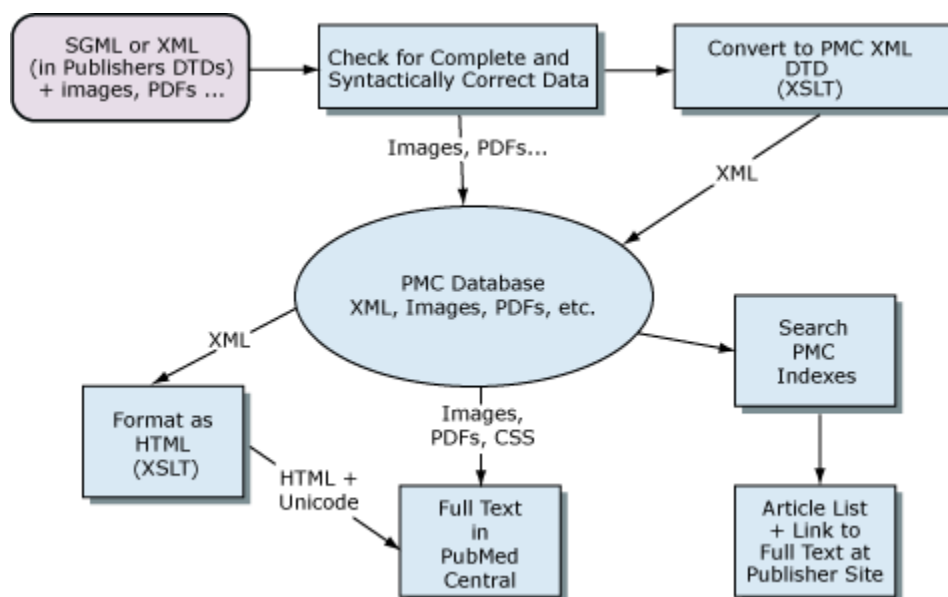 SGML or XML
(in Publishers DTDs)
+ images, PDFs ...
Check for Complete and
Syntactically Correct Data
Convert to PMC XML
DTD
(XSLT)
Images, PDFs...
XML
PMC Database
XML, Images, PDFs, etc.
Search
PMC
Indexes
XML
Format as
HTML
(XSLT)
Images,
PDFs, CSS
HTML +
Unicode
Full Text
in
PubMed
Central
Article List
+ Link to
Full Text at
Publisher Site